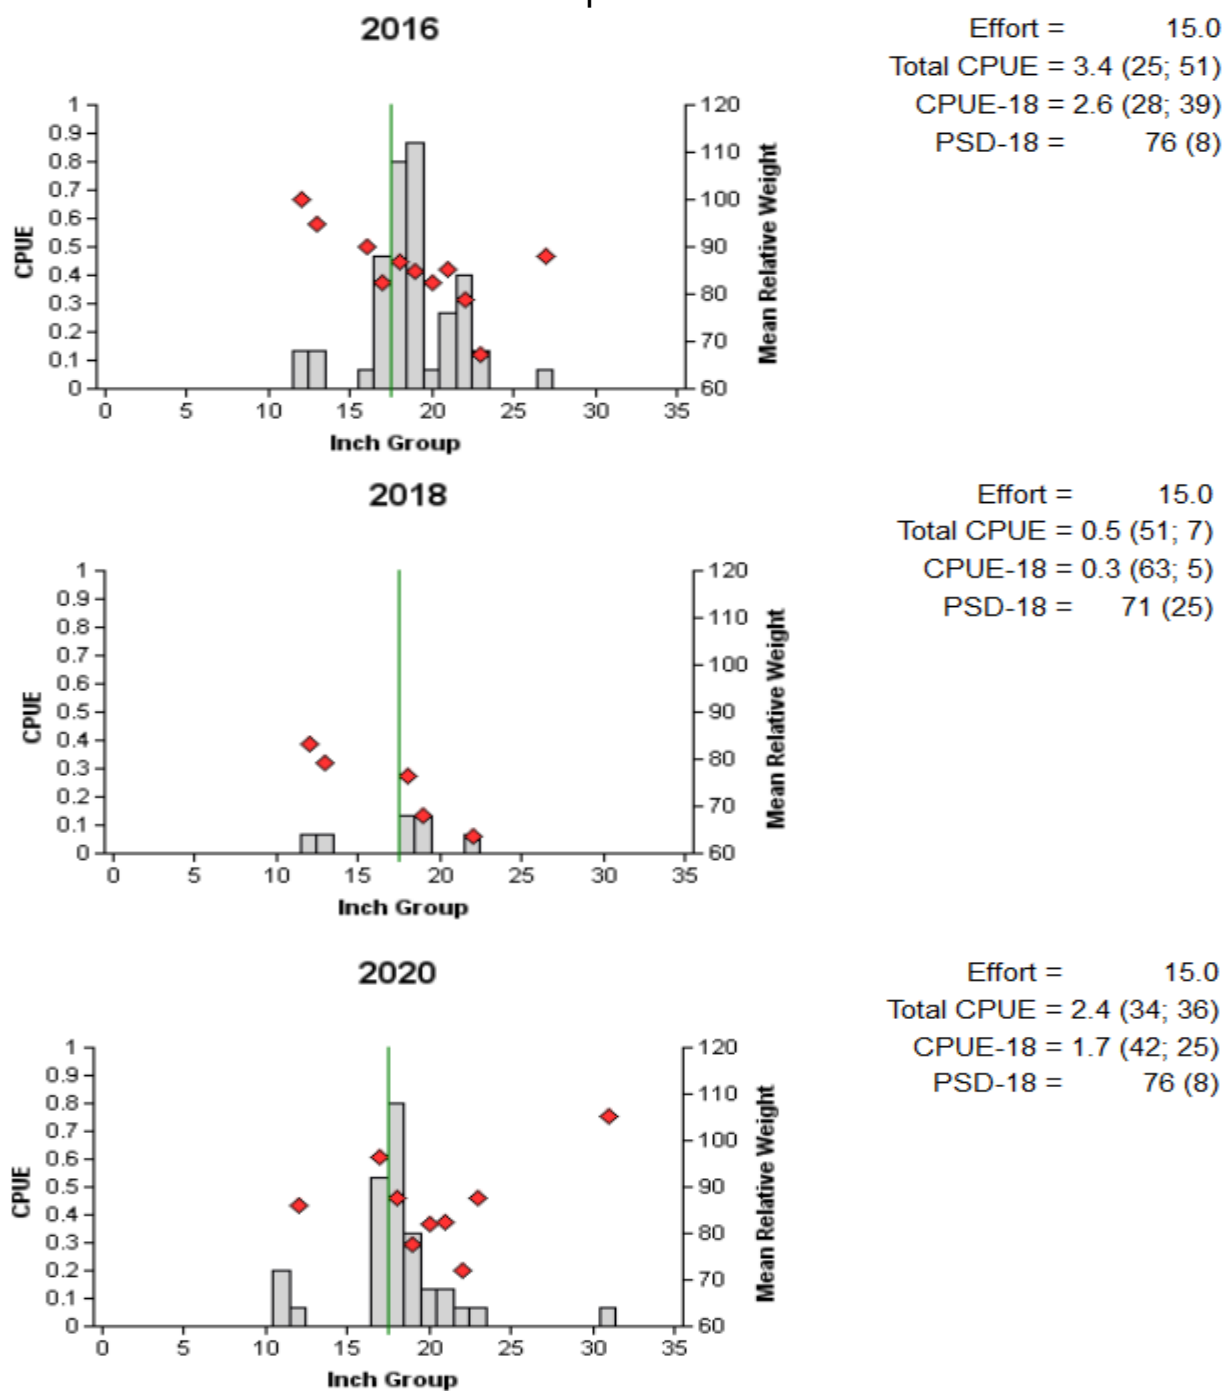 2016
Effort = 15.0
Total CPUE = 3.4 (25; 51)
CPUE-18 = 2.6 (28; 39)
PSD-18 = 76 (8)
1 120
0.9
0.8 110
0.7
0.6 100
0.5 90
0.4
0.3 80
0.2
0.1 70
0 60
CPUE
Mean Relative Weight
0 5 10 15 20 25 30 35
Inch Group
2018
Effort = 15.0
Total CPUE = 0.5 (51; 7)
CPUE-18 = 0.3 (63; 5)
PSD-18 = 71 (25)
1 120
0.9
0.8 110
0.7
0.6 100
0.5 90
0.4
0.3 80
0.2
0.1 70
0 60
CPUE
Mean Relative Weight
0 5 10 15 20 25 30 35
Inch Group
2020
Effort = 15.0
Total CPUE = 2.4 (34; 36)
CPUE-18 = 1.7 (42; 25)
PSD-18 = 76 (8)
1 120
0.9
0.8 110
0.7
0.6 100
0.5 90
0.4
0.3 80
0.2
0.1 70
0 60
CPUE
Mean Relative Weight
0 5 10 15 20 25 30 35
Inch Group